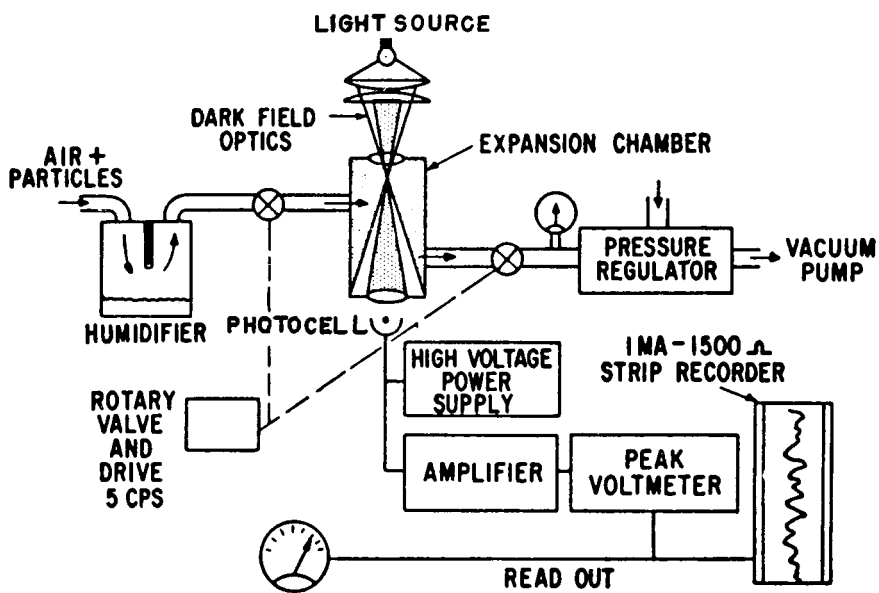 LIGHT SOURCE
DARK FIELD
OPTICS
EXPANSION CHAMBER
AIR +
PARTICLES
PRESSURE
REGULATOR
VACUUM
PUMP
HUMIDIFIER
PHOTOCELL
HIGH VOLTAGE
POWER
SUPPLY
1MA-1500 Ω
STRIP RECORDER
ROTARY
VALVE
AND
DRIVE
5 CPS
AMPLIFIER
PEAK
VOLTMETER
READ OUT